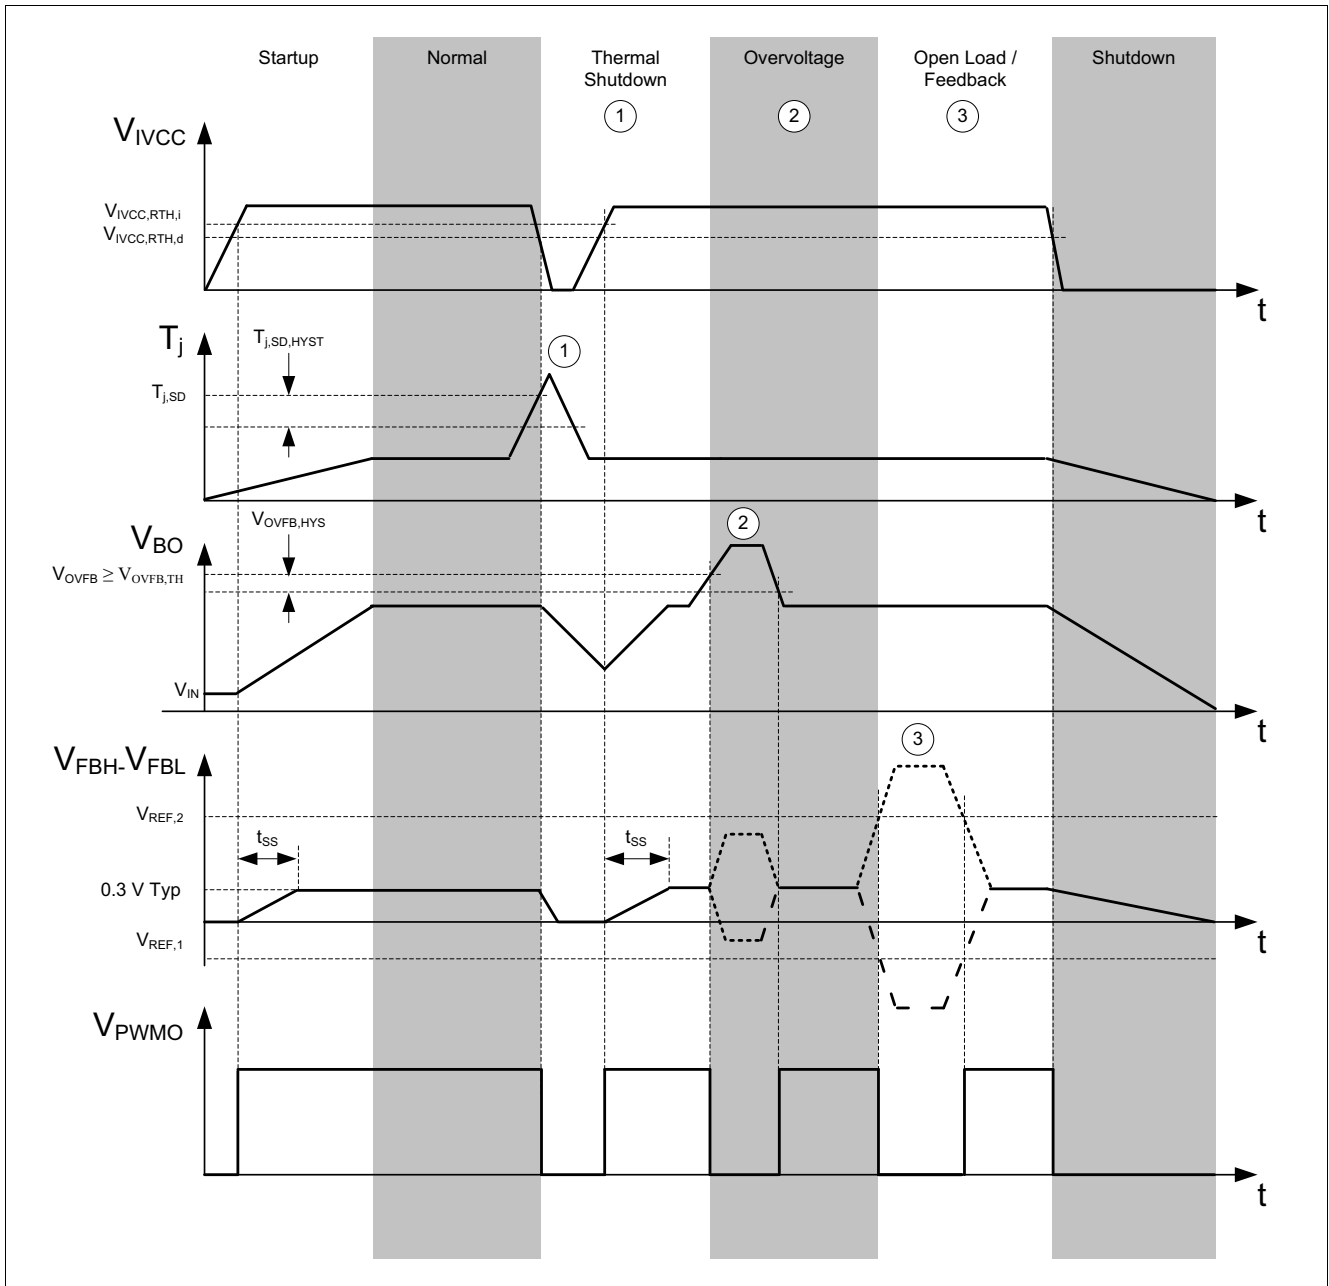 Startup
Normal
Thermal
Shutdown
1
Overvoltage
2
Open Load /
Feedback
3
Shutdown
VIVCC
VIVCC,RTH,i
VIVCC,RTH,d
t
Tj
Tj,SD,HYST
1
Tj,SD
t
VBO
VOVFB,HYS
2
VOVFB ≥ VOVFB,TH
VIN
t
VFBH-VFBL
3
VREF,2
tSS
tSS
0.3 V Typ
VREF,1
t
VPWMO
t